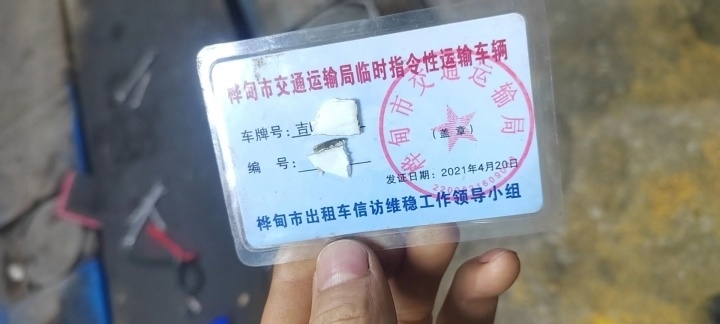 桦甸市交通运输局临时指令性运输车辆
车牌号：吉
编 号：
（盖 章）
桦甸市交通运输局
发证日期：2021年4月20日
桦甸市出租车信访维稳工作领导小组